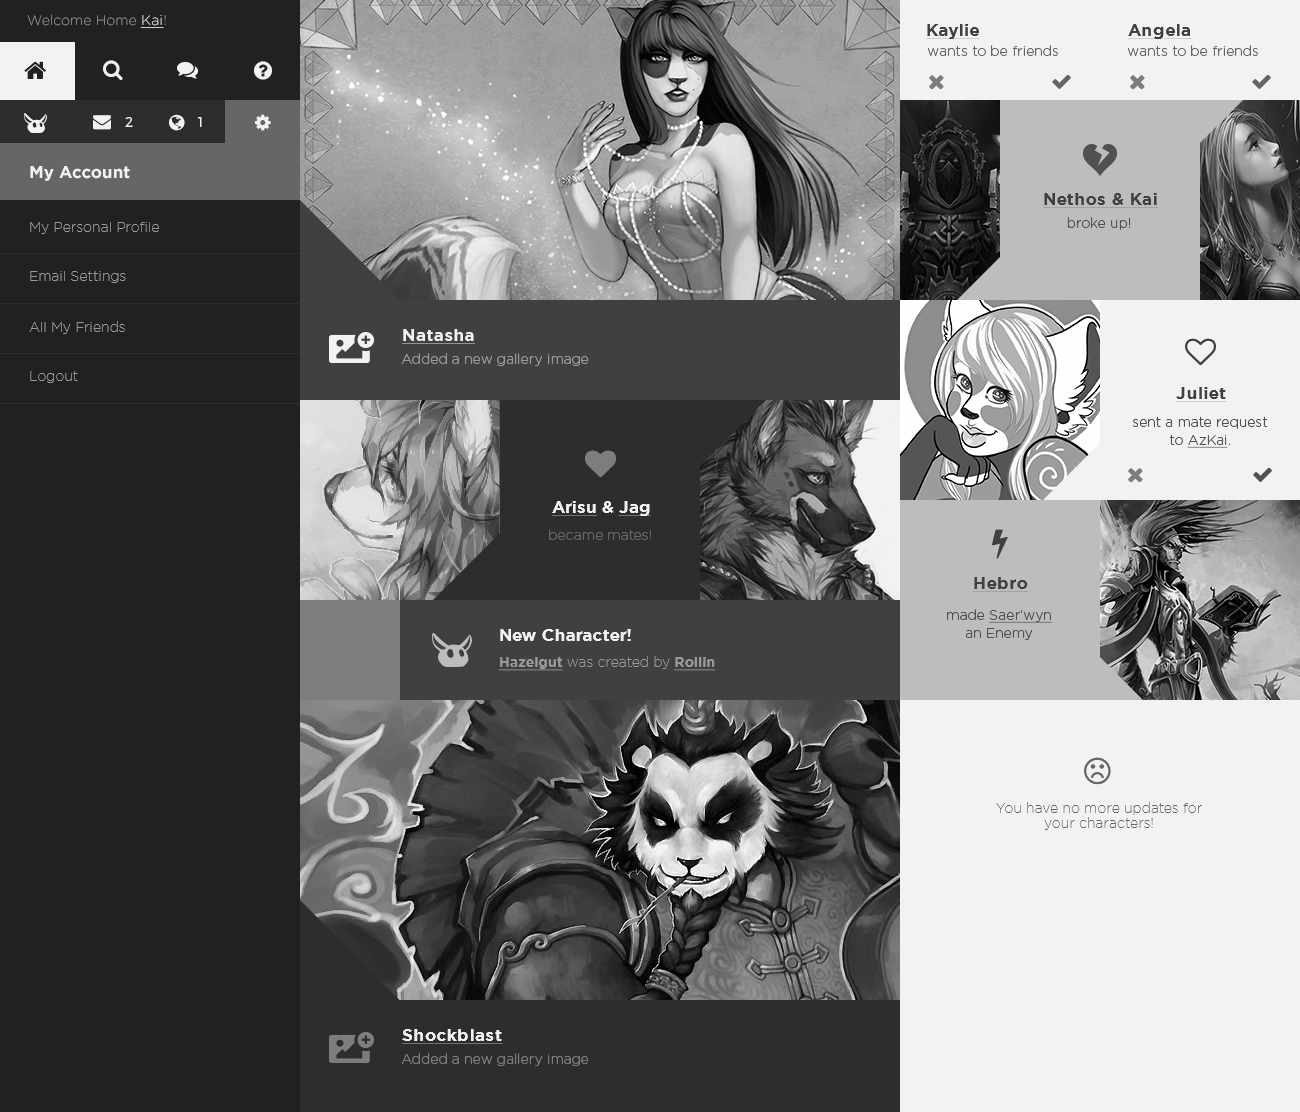 Welcome Home Kai!
2
1
My Account
My Personal Profile
Email Settings
All My Friends
Logout
Natasha
Added a new gallery image
Arisu & Jag
became mates!
New Character!
Hazelgut was created by Rollin
Shockblast
Added a new gallery image
Kaylie
wants to be friends
Angela
wants to be friends
Nethos & Kai
broke up!
Juliet
sent a mate request
to AzKai.
Hebro
made Saer'wyn
an Enemy
You have no more updates for
your characters!